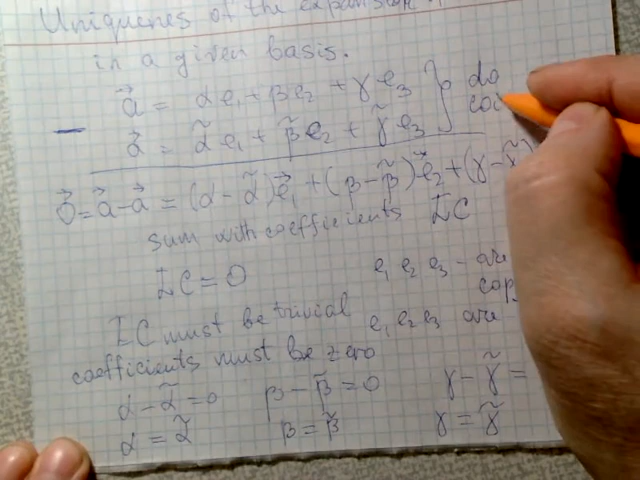 Uniquenes of the expansion
in a given basis.
a⃗ = αe₁ + βe₂ + γe₃ } do
— a⃗ = α̃e₁ + β̃e₂ + γ̃e₃
0⃗ = a⃗ - a⃗ = (α - α̃)e⃗₁ + (β - β̃)e⃗₂ + (γ - γ̃)
sum with coefficients LC
LC = 0 e₁ e₂ e₃ - are
LC must be trivial e₁ e₂ e₃ are
coefficients must be zero
α - α̃ = 0 β - β̃ = 0 γ - γ̃ =
α = α̃ β = β̃ γ = γ̃